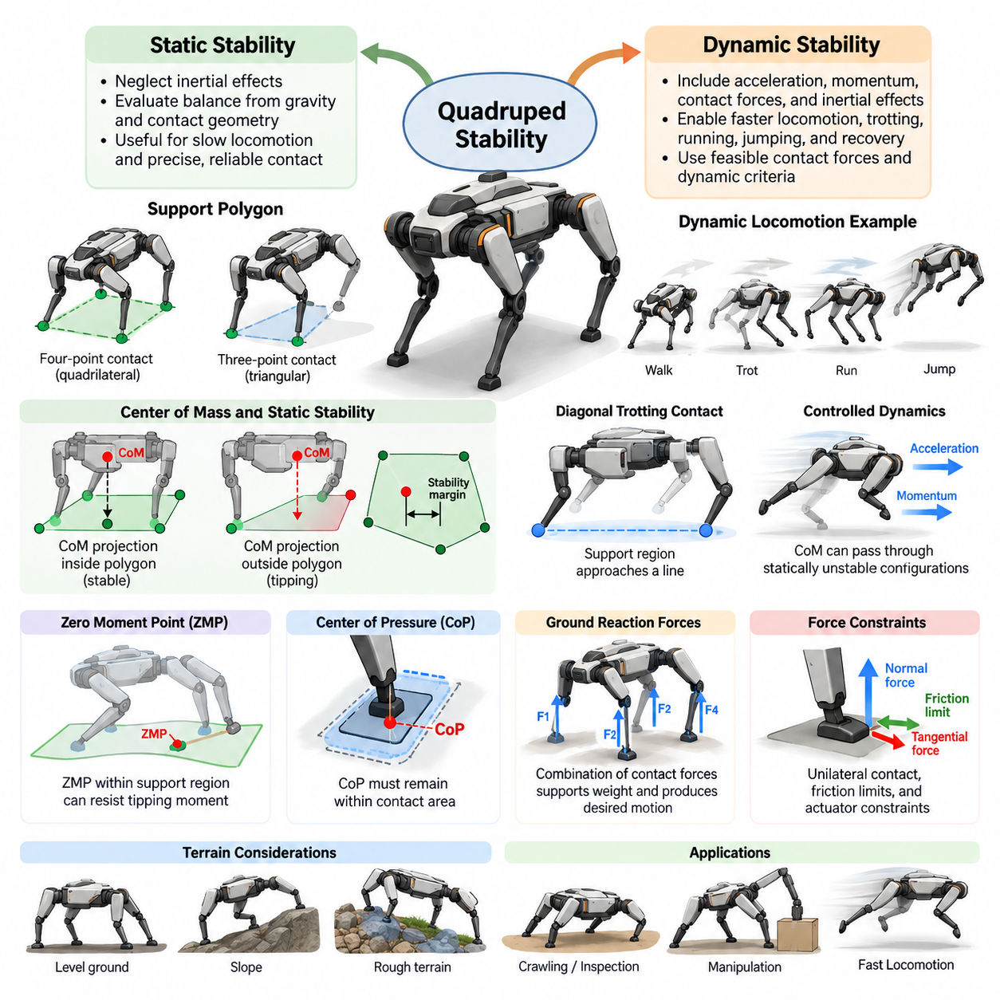 Quadruped
Stability
Static Stability
• Neglect inertial effects
• Evaluate balance from gravity
and contact geometry
• Useful for slow locomotion
and precise, reliable contact
Dynamic Stability
• Include acceleration, momentum,
contact forces, and inertial effects
• Enable faster locomotion, trotting,
running, jumping, and recovery
• Use feasible contact forces and
dynamic criteria
Support Polygon
Four-point contact
(quadrilateral)
Three-point contact
(triangular)
Dynamic Locomotion Example
Walk
Trot
Run
Jump
Center of Mass and Static Stability
CoM
CoM projection
inside polygon
(stable)
CoM
CoM projection
outside polygon
(tipping)
Stability
margin
Diagonal Trotting Contact
Support region
approaches a line
Controlled Dynamics
Acceleration
Momentum
CoM can pass through
statically unstable configurations
Zero Moment Point (ZMP)
ZMP
ZMP within support region
can resist tipping moment
Center of Pressure (CoP)
CoP
CoP must remain
within contact area
Ground Reaction Forces
F1
F2
F2
F4
Combination of contact forces
supports weight and produces
desired motion
Force Constraints
Normal
force
Friction
limit
Tangential
force
Unilateral contact,
friction limits, and
actuator constraints
Terrain Considerations
Level ground
Slope
Rough terrain
Applications
Crawling / Inspection
Manipulation
Fast Locomotion